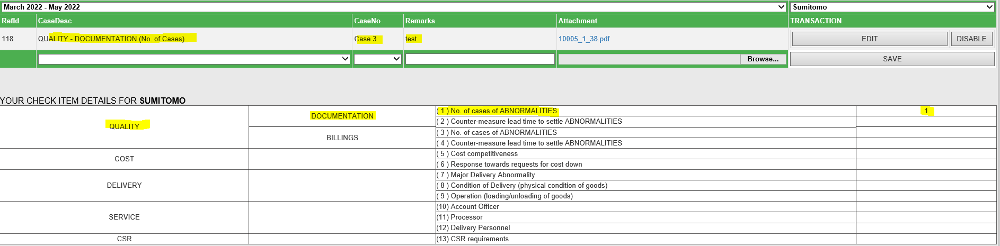 March 2022 - May 2022 Sumitomo
RefId CaseDesc CaseNo Remarks Attachment TRANSACTION
118 QUALITY - DOCUMENTATION (No. of Cases) Case 3 test 10005_1_38.pdf EDIT DISABLE
Browse... SAVE
YOUR CHECK ITEM DETAILS FOR SUMITOMO
QUALITY
DOCUMENTATION
( 1 ) No. of cases of ABNORMALITIES 1
( 2 ) Counter-measure lead time to settle ABNORMALITIES
BILLINGS
( 3 ) No. of cases of ABNORMALITIES
( 4 ) Counter-measure lead time to settle ABNORMALITIES
COST
( 5 ) Cost competitiveness
( 6 ) Response towards requests for cost down
DELIVERY
( 7 ) Major Delivery Abnormality
( 8 ) Condition of Delivery (physical condition of goods)
( 9 ) Operation (loading/unloading of goods)
SERVICE
(10) Account Officer
(11) Processor
(12) Delivery Personnel
CSR
(13) CSR requirements